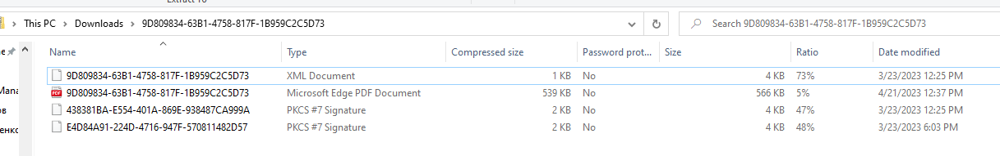 This PC > Downloads > 9D809834-63B1-4758-817F-1B959C2C5D73 Search 9D809834-63B1-4758-817F-1B959C2C5D73
Name Type Compressed size Password prot... Size Ratio Date modified
9D809834-63B1-4758-817F-1B959C2C5D73 XML Document 1 KB No 4 KB 73% 3/23/2023 12:25 PM
PDF 9D809834-63B1-4758-817F-1B959C2C5D73 Microsoft Edge PDF Document 539 KB No 566 KB 5% 4/21/2023 12:37 PM
438381BA-E554-401A-869E-938487CA999A PKCS #7 Signature 2 KB No 4 KB 47% 3/23/2023 12:25 PM
E4D84A91-224D-4716-947F-570811482D57 PKCS #7 Signature 2 KB No 4 KB 48% 3/23/2023 6:03 PM